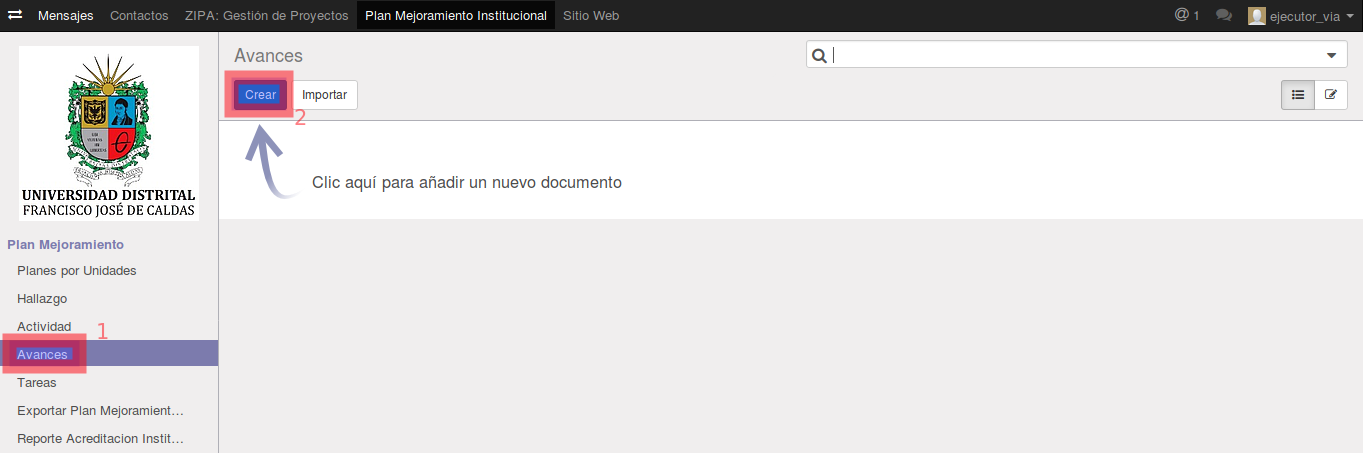 Mensajes Contactos ZIPA: Gestión de Proyectos Plan Mejoramiento Institucional Sitio Web @ 1 ejecutor_via
Avances
Crear Importar
2
Clic aquí para añadir un nuevo documento
UNIVERSIDAD DISTRITAL
FRANCISCO JOSÉ DE CALDAS
Plan Mejoramiento
Planes por Unidades
Hallazgo
Actividad
1
Avances
Tareas
Exportar Plan Mejoramient…
Reporte Acreditacion Instit…